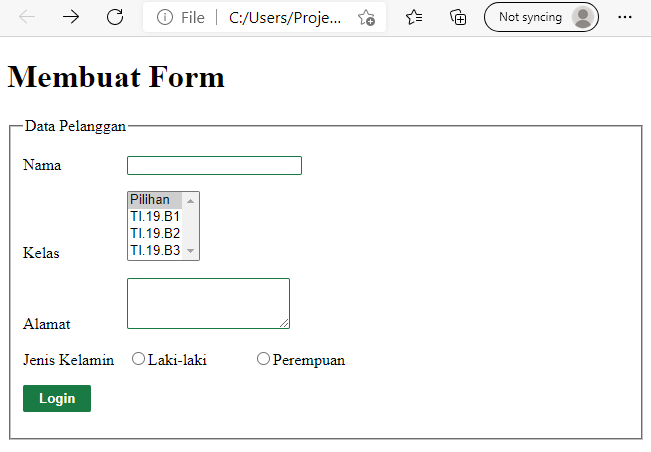 File C:/Users/Proje... Not syncing
Membuat Form
Data Pelanggan
Nama
Pilihan
TI.19.B1
TI.19.B2
TI.19.B3
Kelas
Alamat
Jenis Kelamin Laki-laki Perempuan
Login